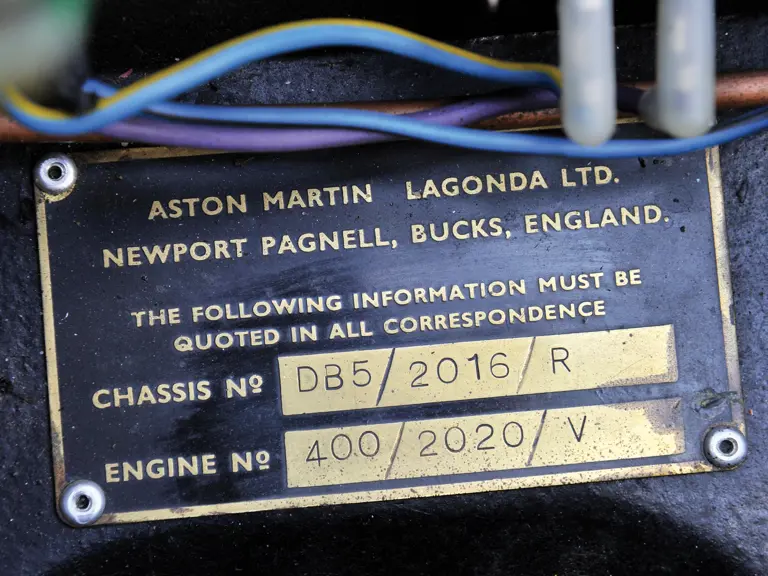 ASTON MARTIN LAGONDA LTD.
NEWPORT PAGNELL, BUCKS, ENGLAND.
THE FOLLOWING INFORMATION MUST BE
QUOTED IN ALL CORRESPONDENCE
CHASSIS Nº DB5/2016/R
ENGINE Nº 400/2020/V